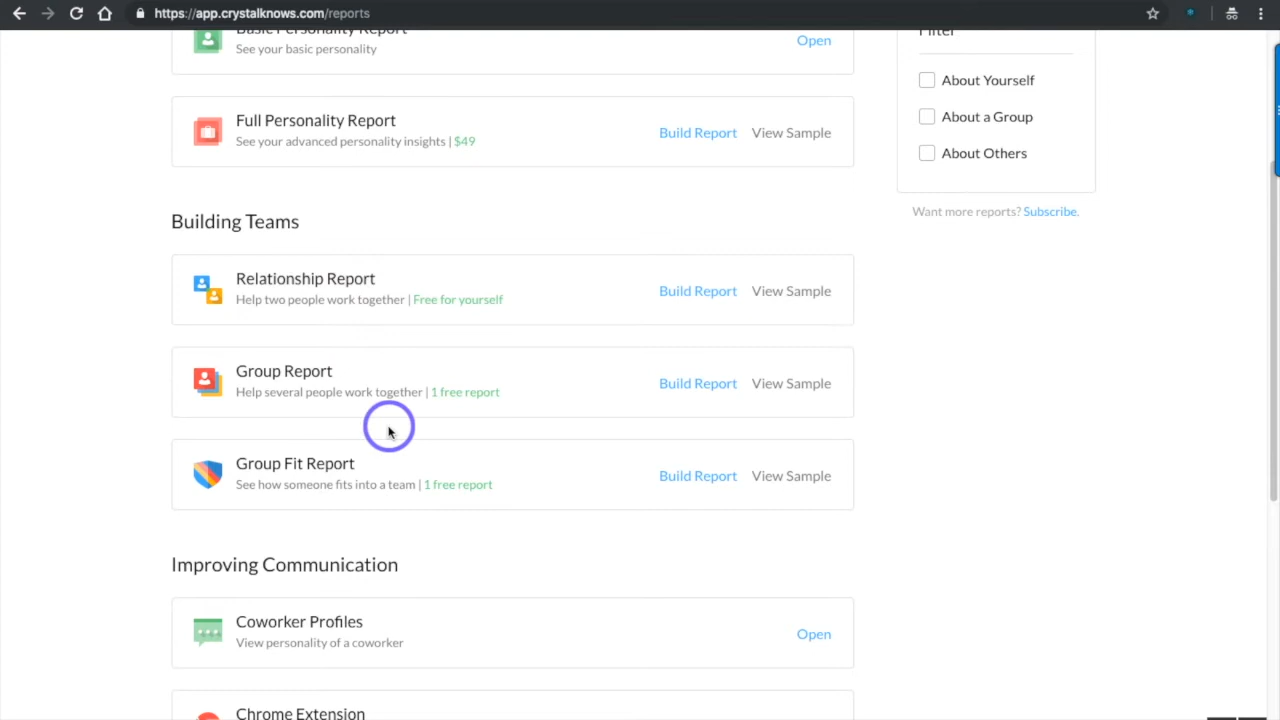 https://app.crystalknows.com/reports
Basic Personality Report
See your basic personality
Open
Full Personality Report
See your advanced personality insights | $49
Build Report View Sample
Building Teams
Relationship Report
Help two people work together | Free for yourself
Build Report View Sample
Group Report
Help several people work together | 1 free report
Build Report View Sample
Group Fit Report
See how someone fits into a team | 1 free report
Build Report View Sample
Improving Communication
Coworker Profiles
View personality of a coworker
Open
Chrome Extension
Filter
About Yourself
About a Group
About Others
Want more reports? Subscribe.